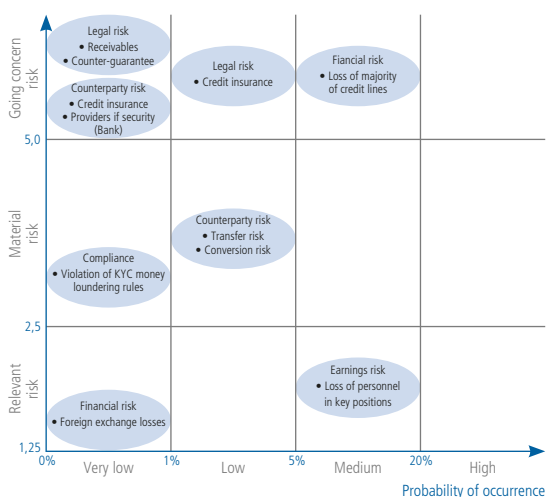 Going concern
risk
Legal risk
• Receivables
• Counter-guarantee
Counterparty risk
• Credit insurance
• Providers if security
(Bank)
Legal risk
• Credit insurance
Fiancial risk
• Loss of majority
of credit lines
5,0
Material
risk
Compliance
• Violation of KYC money
loundering rules
Counterparty risk
• Transfer risk
• Conversion risk
2,5
Relevant
risk
Financial risk
• Foreign exchange losses
Earnings risk
• Loss of personnel
in key positions
1,25
0%
Very low
1%
Low
5%
Medium
20%
High
Probability of occurrence